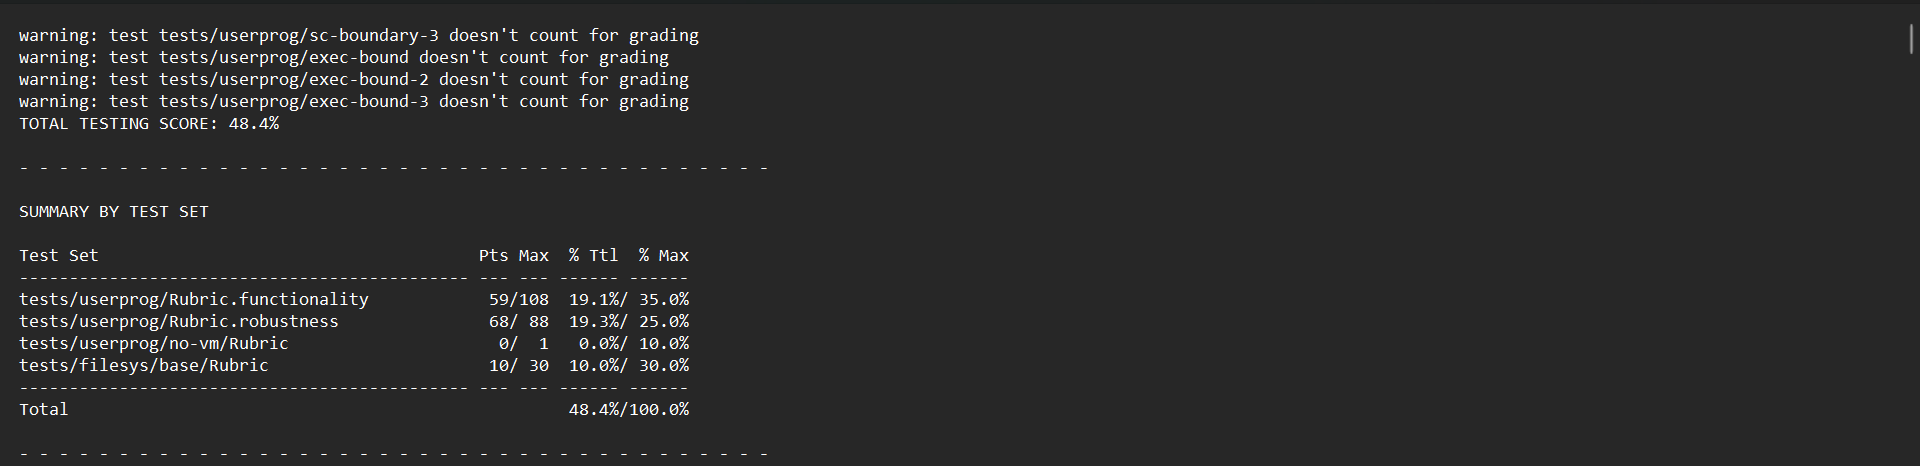 warning: test tests/userprog/sc-boundary-3 doesn't count for grading
warning: test tests/userprog/exec-bound doesn't count for grading
warning: test tests/userprog/exec-bound-2 doesn't count for grading
warning: test tests/userprog/exec-bound-3 doesn't count for grading
TOTAL TESTING SCORE: 48.4%
- - - - - - - - - - - - - - - - - - - - - - - - - - - - - - - - - - - - - -
SUMMARY BY TEST SET
Test Set                                      Pts Max  % Ttl  % Max
--------------------------------------------- --- --- ------ ------
tests/userprog/Rubric.functionality            59/108  19.1%/ 35.0%
tests/userprog/Rubric.robustness               68/ 88  19.3%/ 25.0%
tests/userprog/no-vm/Rubric                     0/  1   0.0%/ 10.0%
tests/filesys/base/Rubric                      10/ 30  10.0%/ 30.0%
--------------------------------------------- --- --- ------ ------
Total                                                  48.4%/100.0%
- - - - - - - - - - - - - - - - - - - - - - - - - - - - - - - - - - - - - -